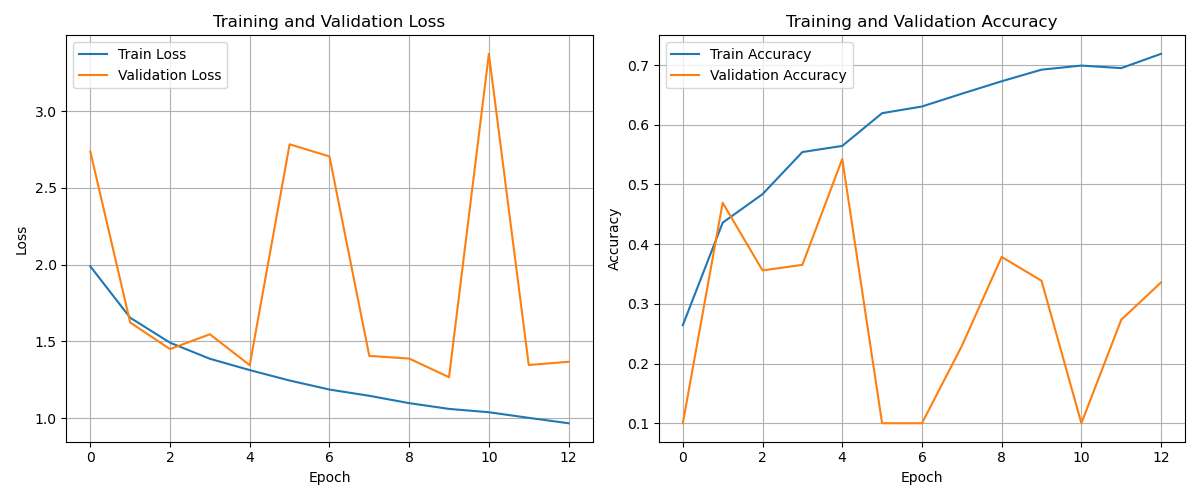 Training and Validation Loss
Train Loss
Validation Loss
3.0
2.5
2.0
1.5
1.0
Loss
0 2 4 6 8 10 12
Epoch
Training and Validation Accuracy
Train Accuracy
Validation Accuracy
0.7
0.6
0.5
0.4
0.3
0.2
0.1
Accuracy
0 2 4 6 8 10 12
Epoch